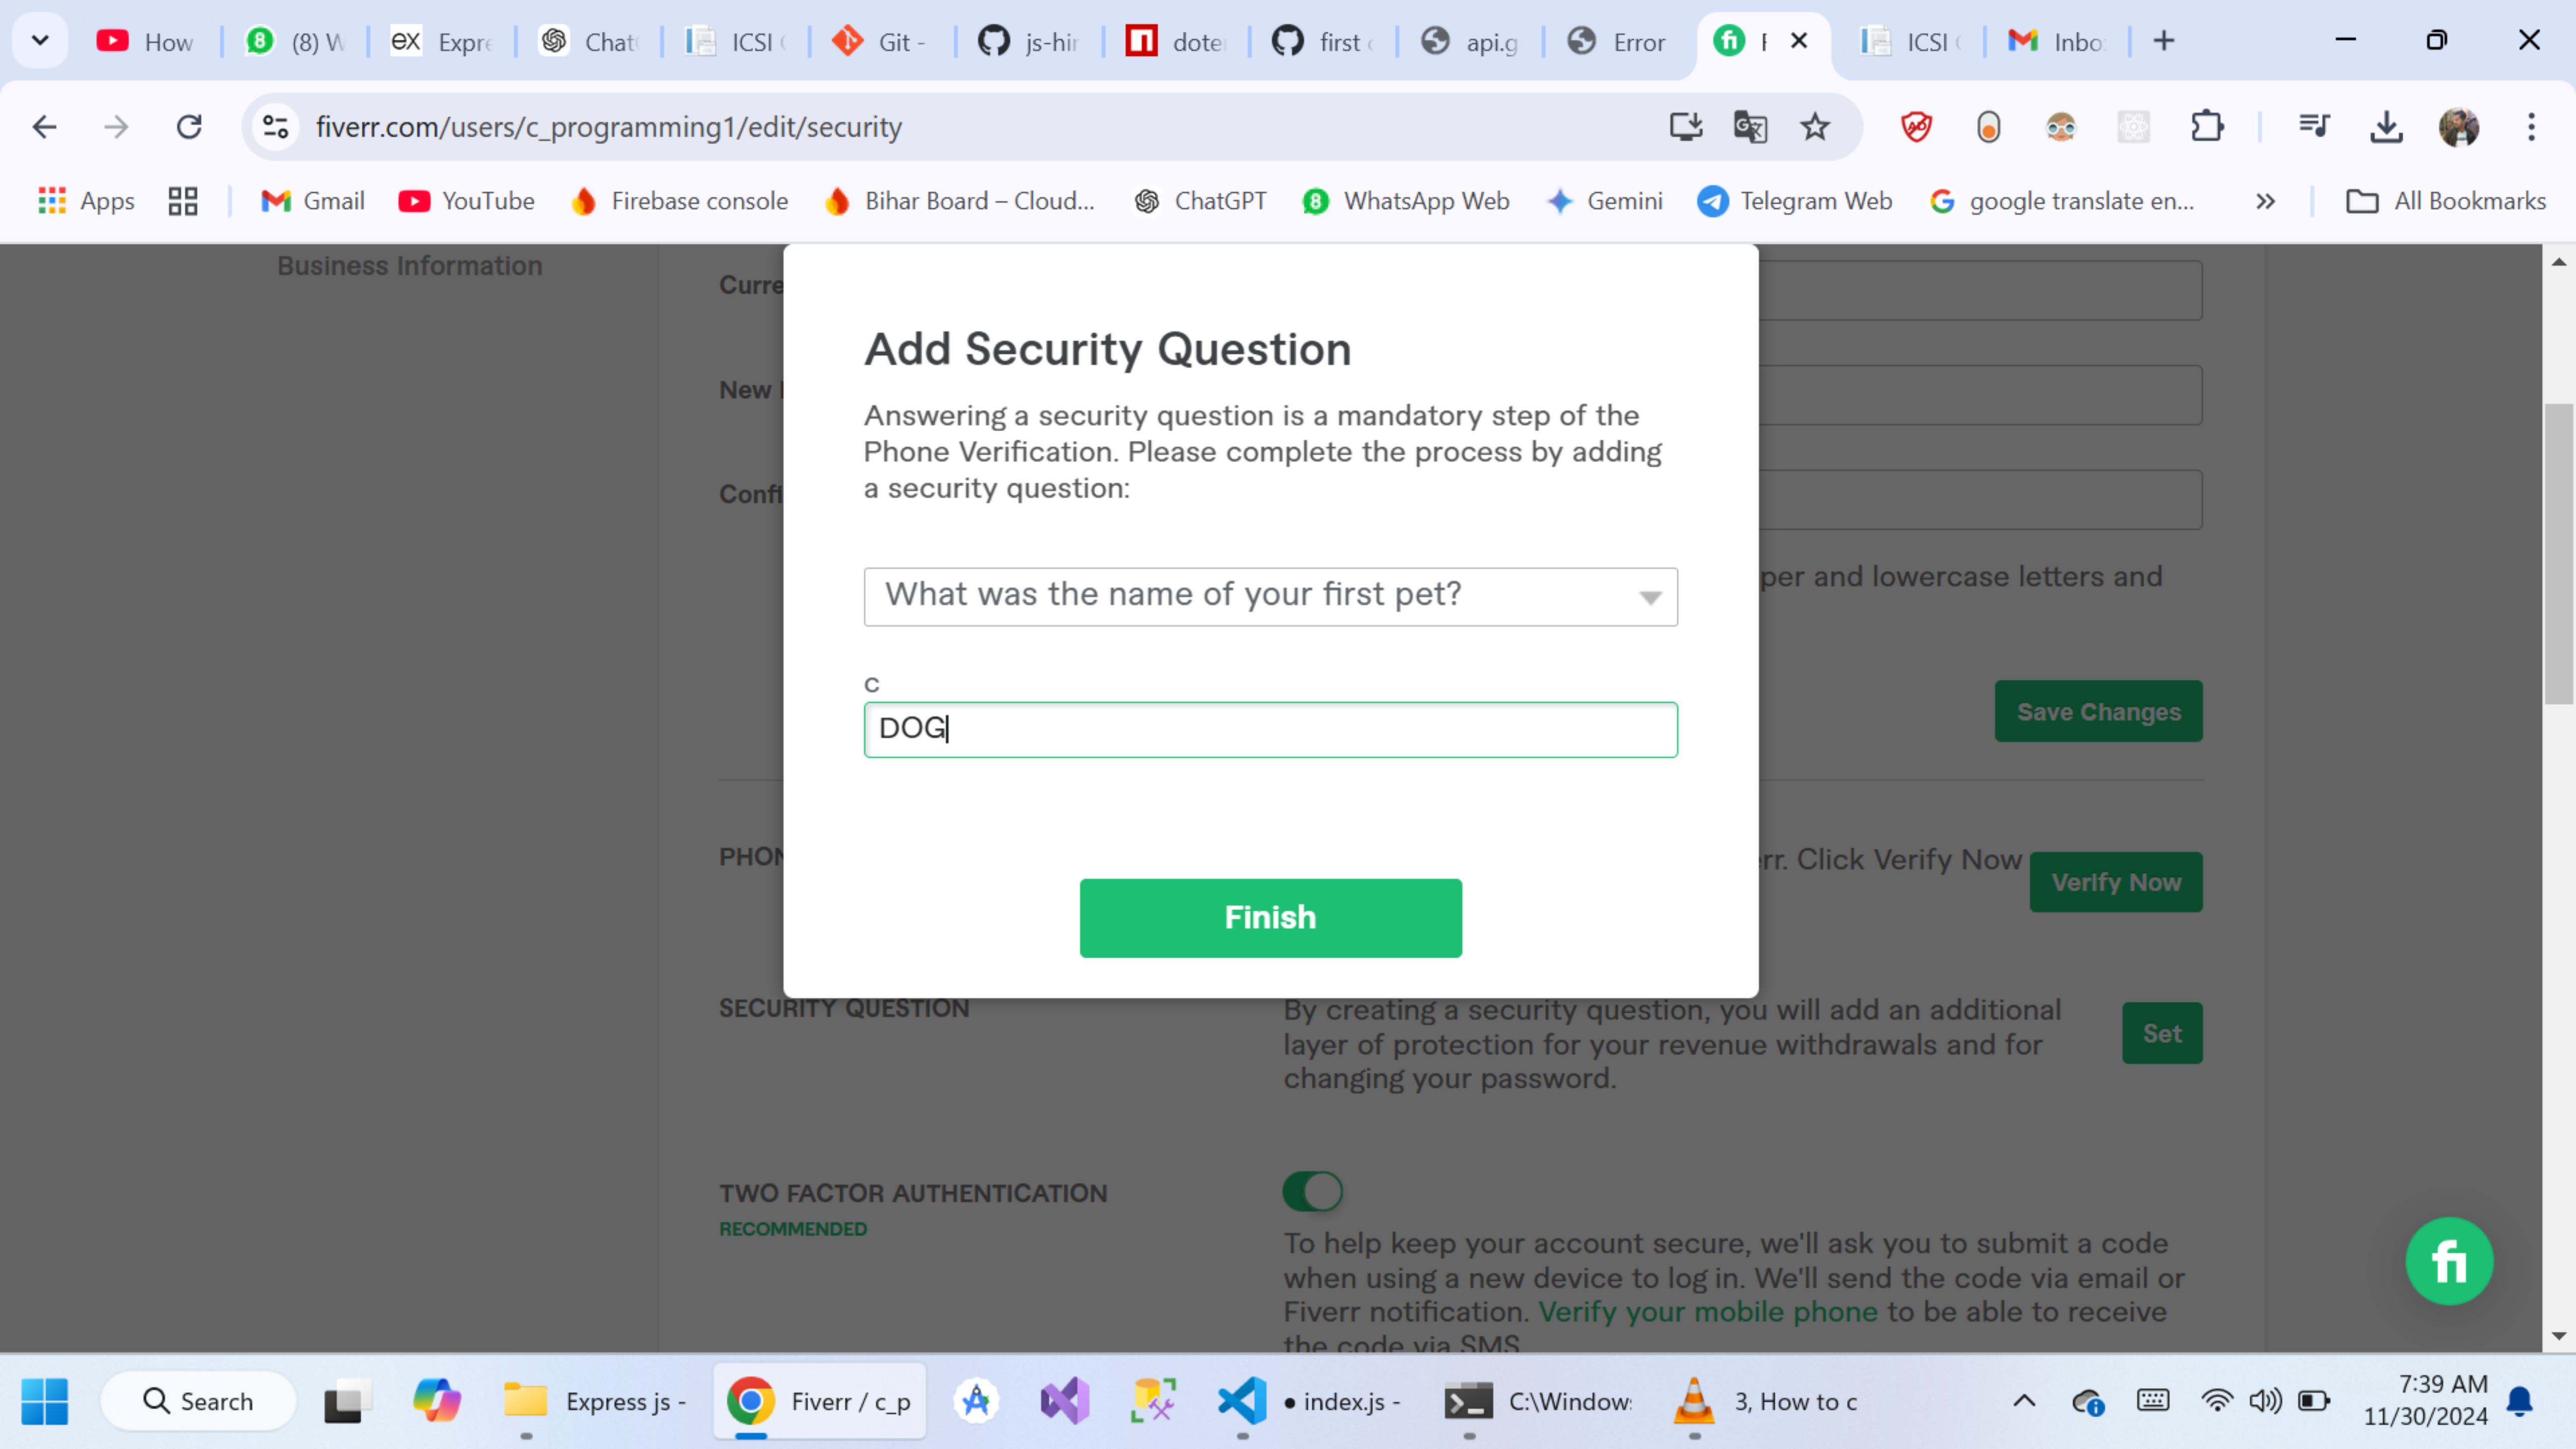 How
(8) W
Expre
Chat
ICSI
Git -
js-hin
dote
first
api.g
Error
ICSI
Inbo
fiverr.com/users/c_programming1/edit/security
Apps
Gmail
YouTube
Firebase console
Bihar Board – Cloud...
ChatGPT
WhatsApp Web
Gemini
Telegram Web
google translate en...
All Bookmarks
Business Information
Curre
New
Confi
Add Security Question
Answering a security question is a mandatory step of the
Phone Verification. Please complete the process by adding
a security question:
What was the name of your first pet?
per and lowercase letters and
c
DOG
Save Changes
PHON
rr. Click Verify Now
Verify Now
Finish
SECURITY QUESTION
By creating a security question, you will add an additional
layer of protection for your revenue withdrawals and for
changing your password.
Set
TWO FACTOR AUTHENTICATION
RECOMMENDED
To help keep your account secure, we'll ask you to submit a code
when using a new device to log in. We'll send the code via email or
Fiverr notification. Verify your mobile phone to be able to receive
the code via SMS
fi
Search
Express js -
Fiverr / c_p
index.js -
C:\Window
3, How to c
7:39 AM
11/30/2024